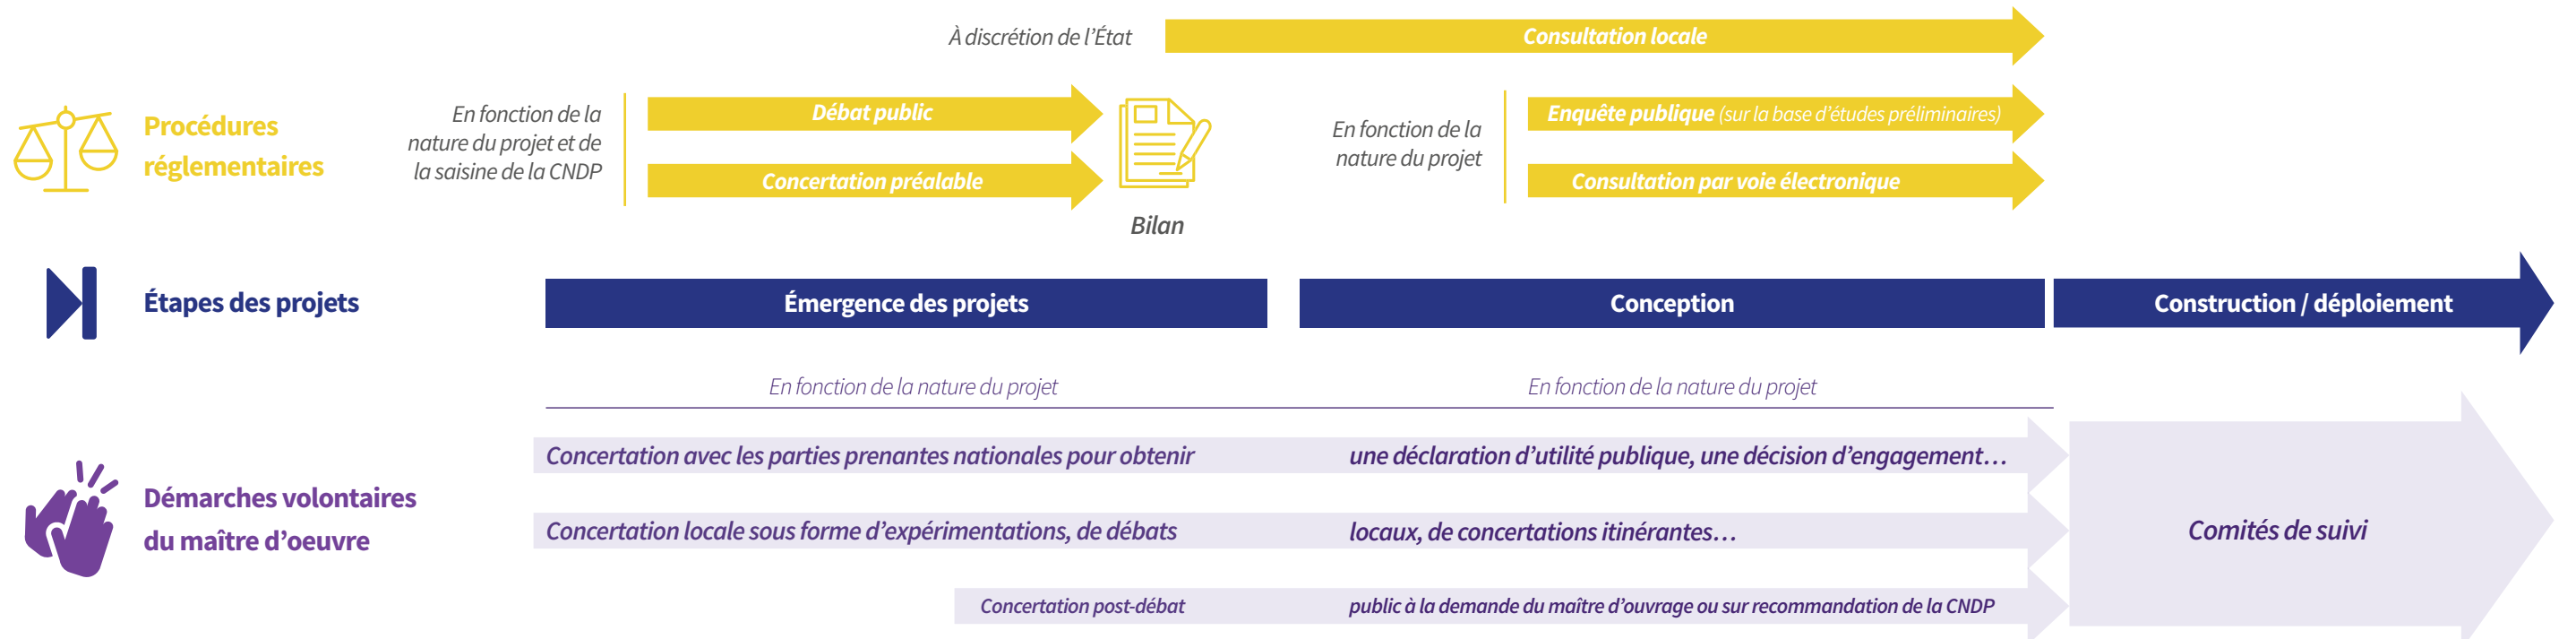 À discrétion de l’État
Consultation locale
Procédures
réglementaires
En fonction de la
nature du projet et de
la saisine de la CNDP
Débat public
Concertation préalable
Bilan
En fonction de la
nature du projet
Enquête publique (sur la base d’études préliminaires)
Consultation par voie électronique
Étapes des projets
Émergence des projets
Conception
Construction / déploiement
En fonction de la nature du projet
En fonction de la nature du projet
Démarches volontaires
du maître d’oeuvre
Concertation avec les parties prenantes nationales pour obtenir une déclaration d’utilité publique, une décision d’engagement…
Concertation locale sous forme d’expérimentations, de débats locaux, de concertations itinérantes…
Concertation post-débat public à la demande du maître d’ouvrage ou sur recommandation de la CNDP
Comités de suivi